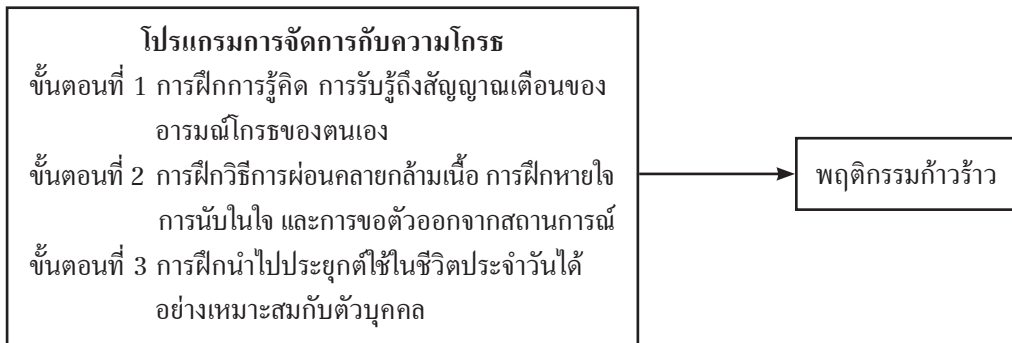 โปรแกรมการจัดการกับความโกรธ
ขั้นตอนที่ 1 การฝึกการรู้คิด การรับรู้ถึงสัญญาณเตือนของ
อารมณ์โกรธของตนเอง
ขั้นตอนที่ 2 การฝึกวิธีการผ่อนคลายกล้ามเนื้อ การฝึกหายใจ
การนับในใจ และการขอตัวออกจากสถานการณ์
ขั้นตอนที่ 3 การฝึกนำไปประยุกต์ใช้ในชีวิตประจำวันได้
อย่างเหมาะสมกับตัวบุคคล
พฤติกรรมก้าวร้าว